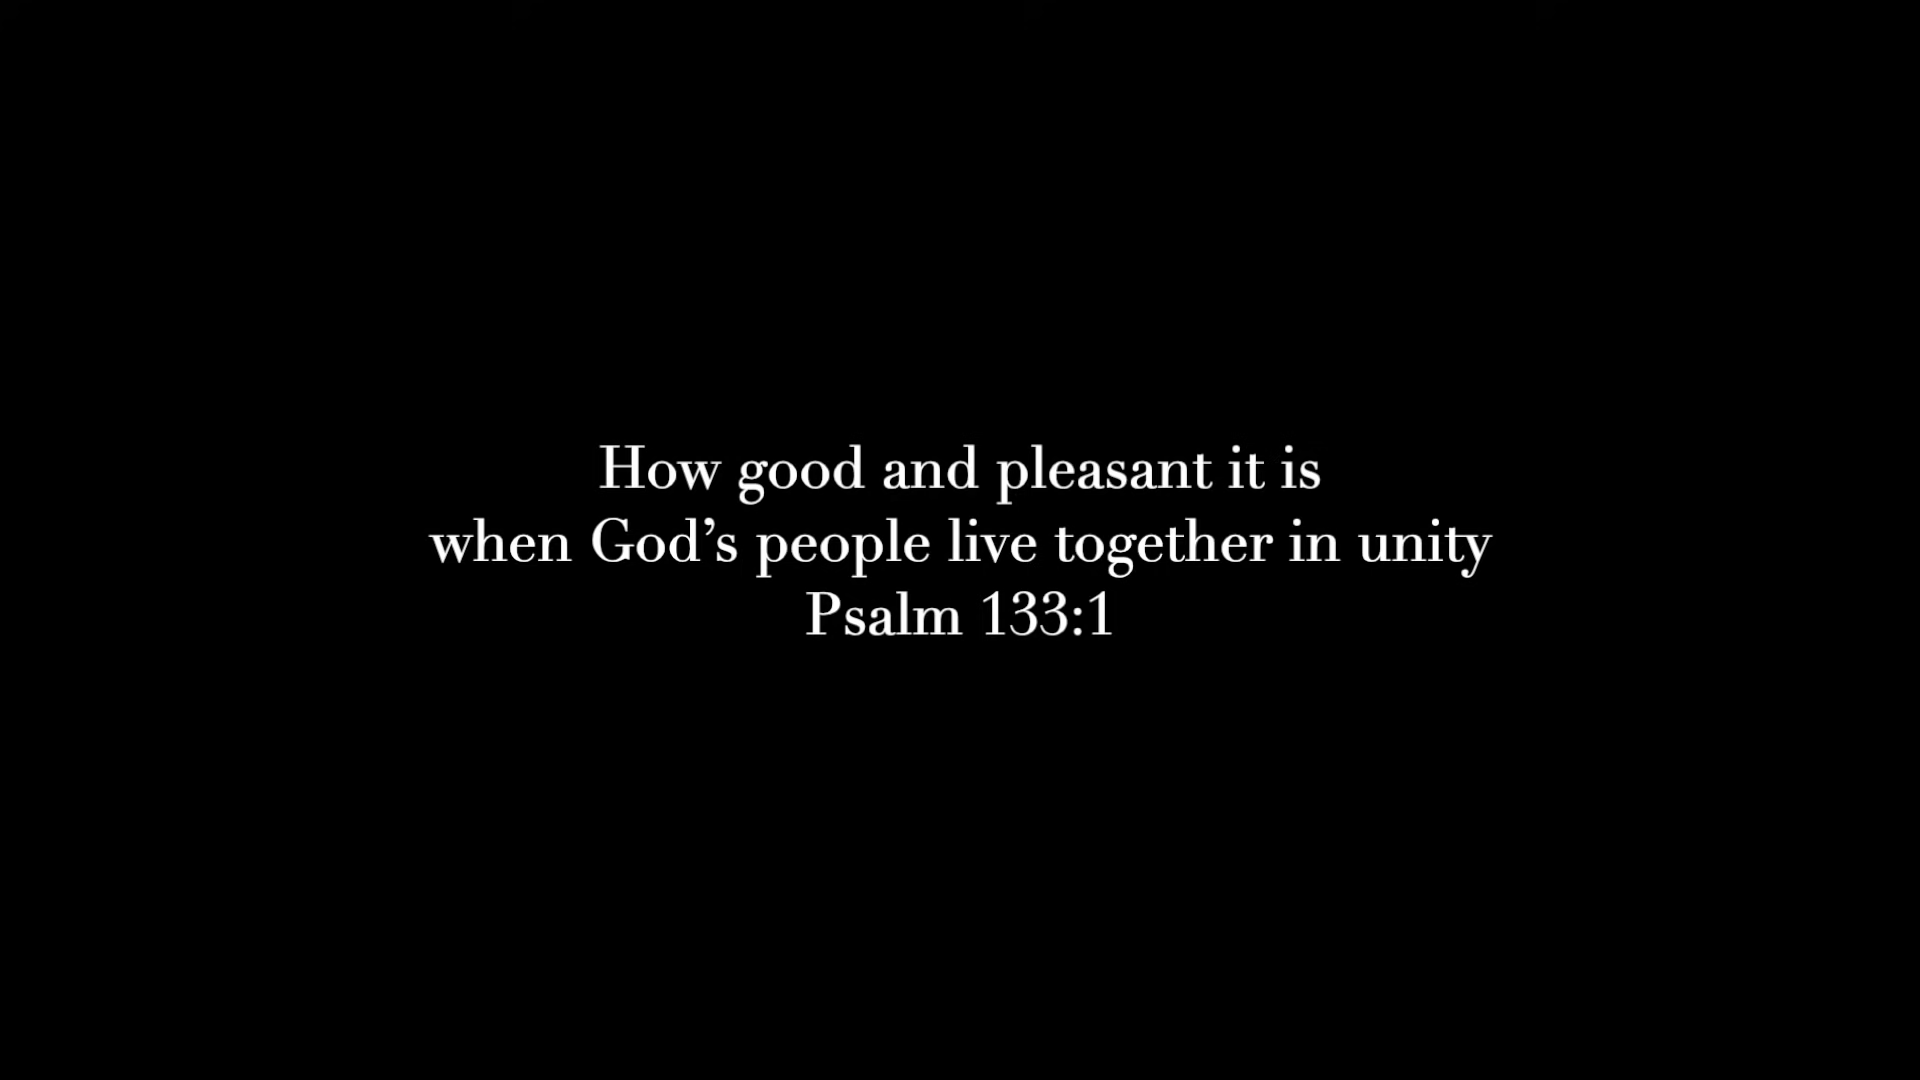 How good and pleasant it is
when God’s people live together in unity
Psalm 133:1